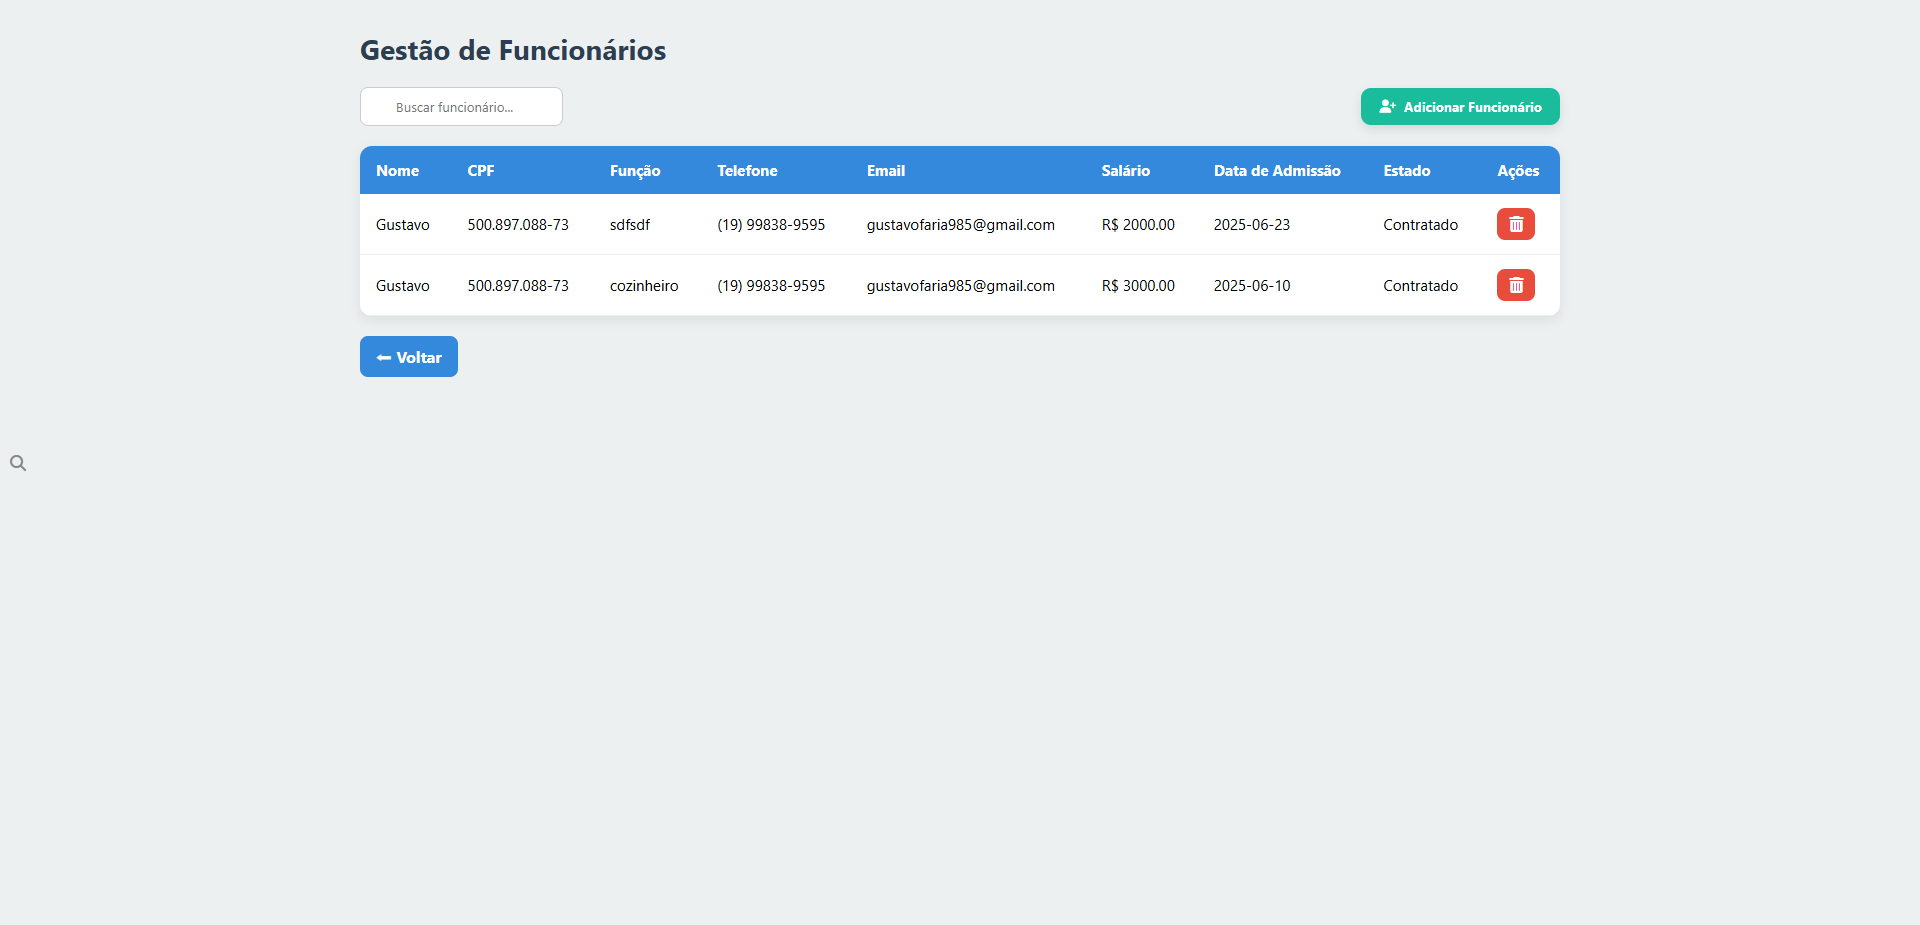 Gestão de Funcionários
Buscar funcionário...
Adicionar Funcionário
Nome CPF Função Telefone Email Salário Data de Admissão Estado Ações
Gustavo 500.897.088-73 sdfsdf (19) 99838-9595 gustavofaria985@gmail.com R$ 2000.00 2025-06-23 Contratado
Gustavo 500.897.088-73 cozinheiro (19) 99838-9595 gustavofaria985@gmail.com R$ 3000.00 2025-06-10 Contratado
Voltar